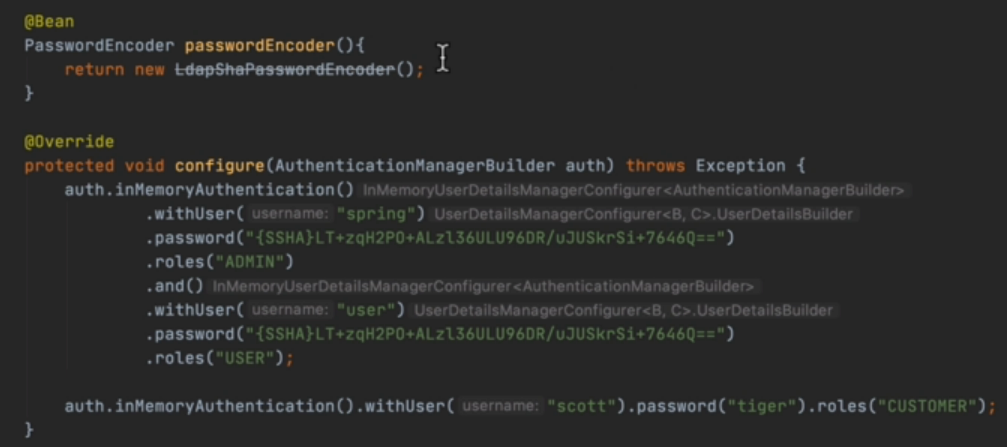 @Bean
PasswordEncoder passwordEncoder(){
return new LdapShaPasswordEncoder();
}
@Override
protected void configure(AuthenticationManagerBuilder auth) throws Exception {
auth.inMemoryAuthentication() InMemoryUserDetailsManagerConfigurer<AuthenticationManagerBuilder>
.withUser( username: "spring") UserDetailsManagerConfigurer<B, C>.UserDetailsBuilder
.password("{SSHA}LT+zqH2PO+ALzl36ULU96DR/uJUSkrSi+7646Q==")
.roles("ADMIN")
.and() InMemoryUserDetailsManagerConfigurer<AuthenticationManagerBuilder>
.withUser( username: "user") UserDetailsManagerConfigurer<B, C>.UserDetailsBuilder
.password("{SSHA}LT+zqH2PO+ALzl36ULU96DR/uJUSkrSi+7646Q==")
.roles("USER");
auth.inMemoryAuthentication().withUser( username: "scott").password("tiger").roles("CUSTOMER");
}